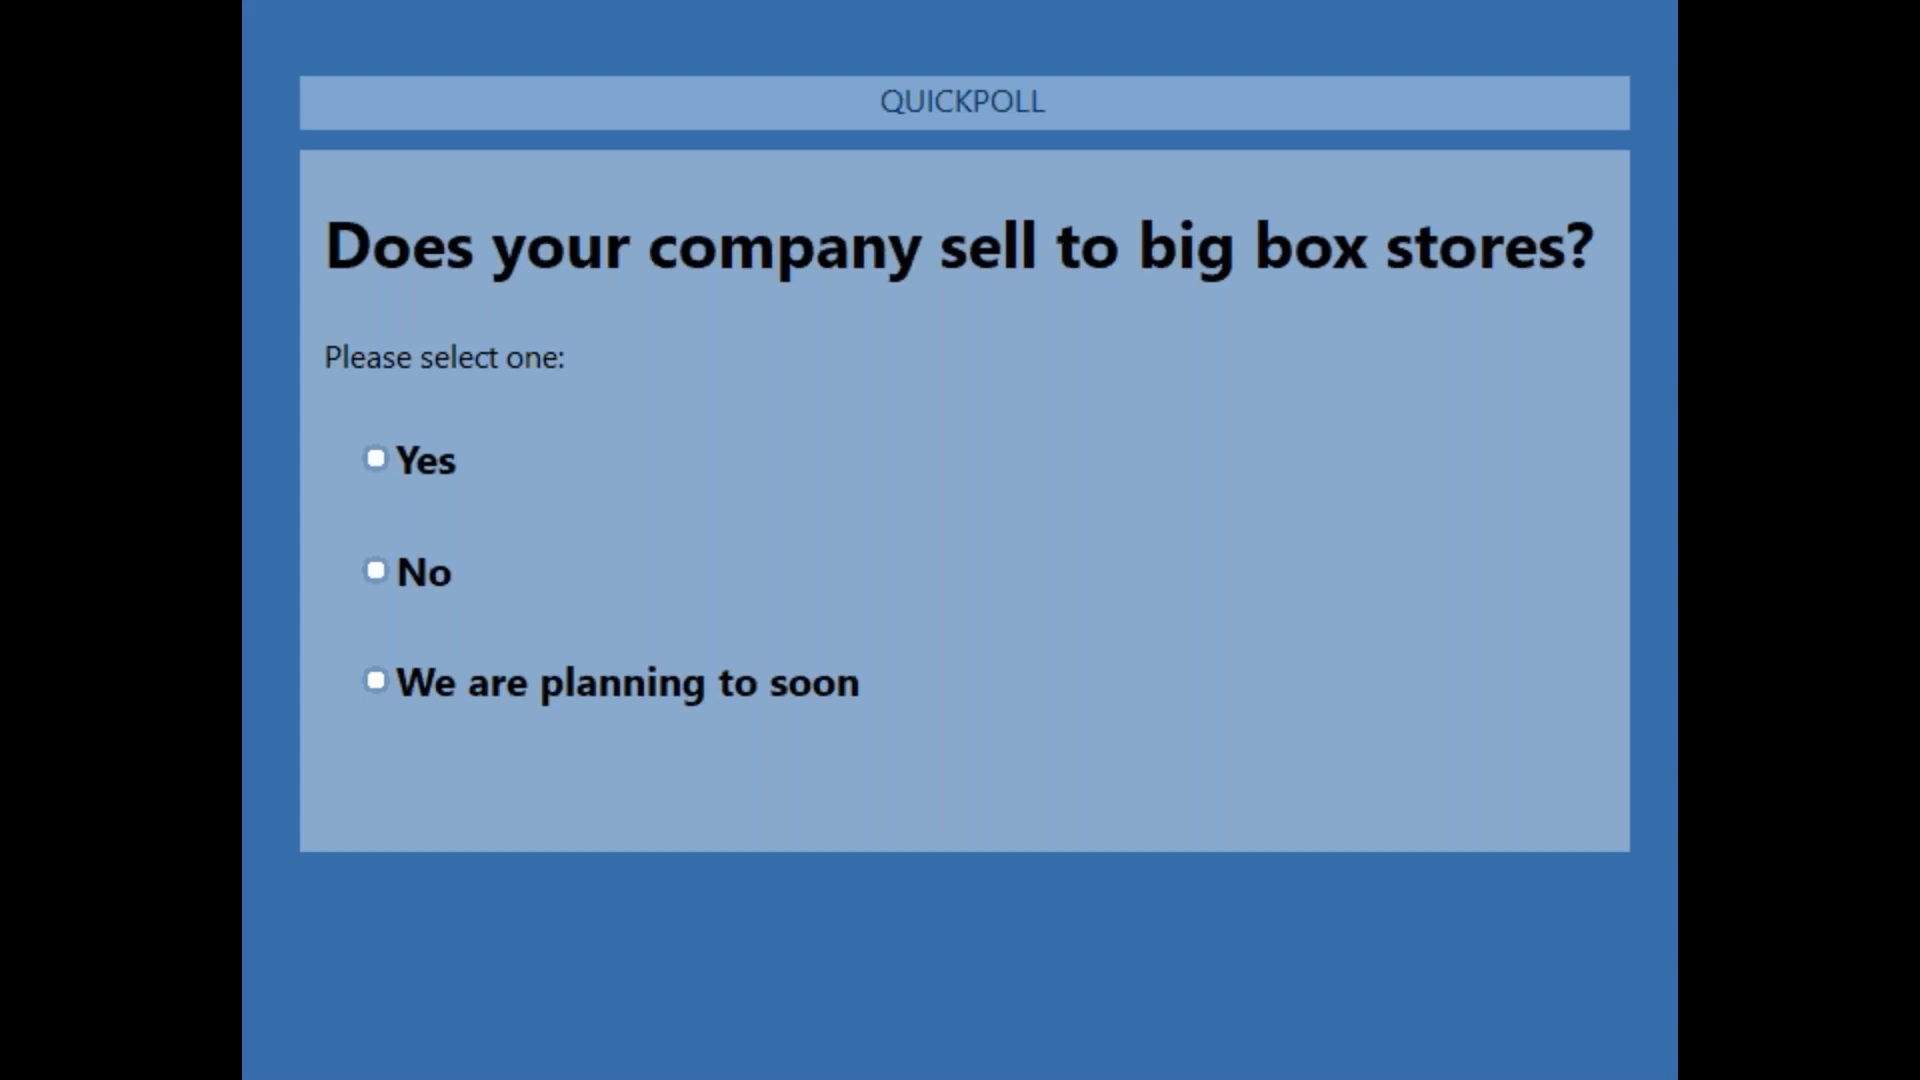 QUICKPOLL
Does your company sell to big box stores?
Please select one:
Yes
No
We are planning to soon